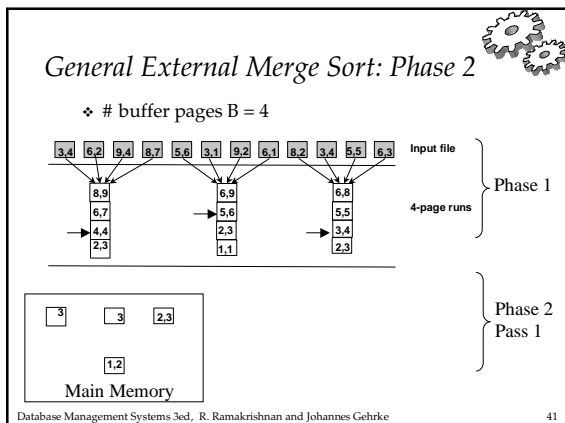 General External Merge Sort: Phase 2
❖ # buffer pages B = 4
3,4 6,2 9,4 8,7 5,6 3,1 9,2 6,1 8,2 3,4 5,5 6,3 Input file
Phase 1
8,9 6,9 6,8
6,7 5,6 5,5 4-page runs
4,4 2,3 3,4
2,3 1,1 2,3
3 3 2,3
Phase 2
Pass 1
1,2
Main Memory
Database Management Systems 3ed, R. Ramakrishnan and Johannes Gehrke 41